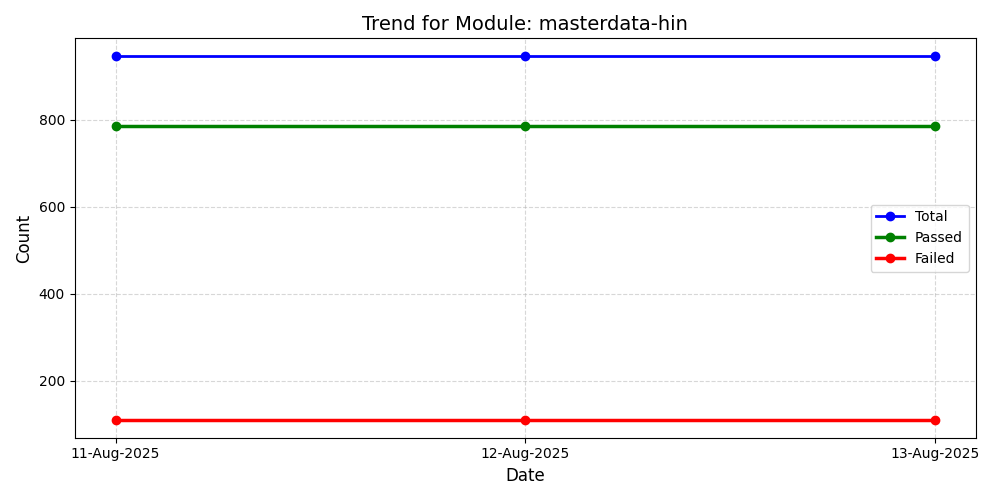 Trend for Module: masterdata-hin
Count
800
600
400
200
Total
Passed
Failed
11-Aug-2025
12-Aug-2025
13-Aug-2025
Date